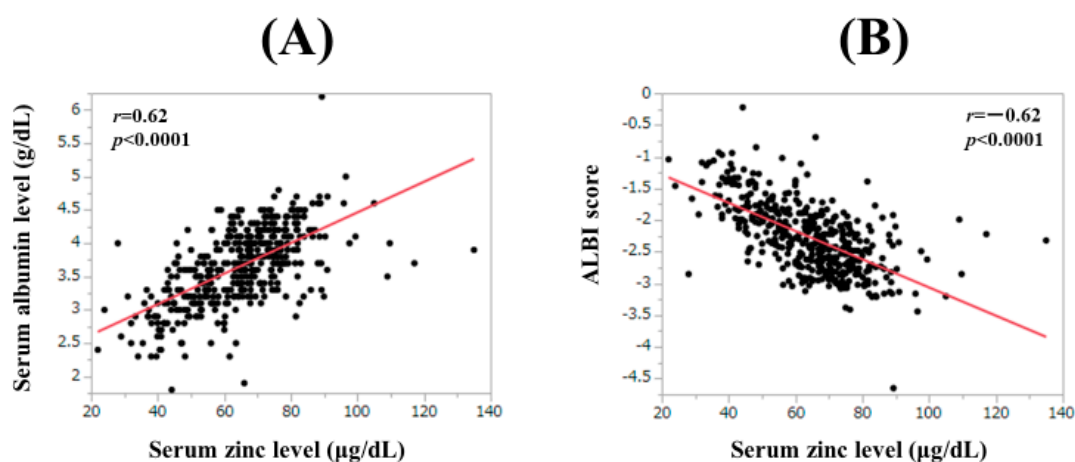 (A)
r=0.62
p<0.0001
Serum albumin level (g/dL)
6
5.5
5
4.5
4
3.5
3
2.5
2
20 40 60 80 100 120 140
Serum zinc level (μg/dL)
(B)
r=−0.62
p<0.0001
ALBI score
0
-0.5
-1
-1.5
-2
-2.5
-3
-3.5
-4
-4.5
20 40 60 80 100 120 140
Serum zinc level (μg/dL)